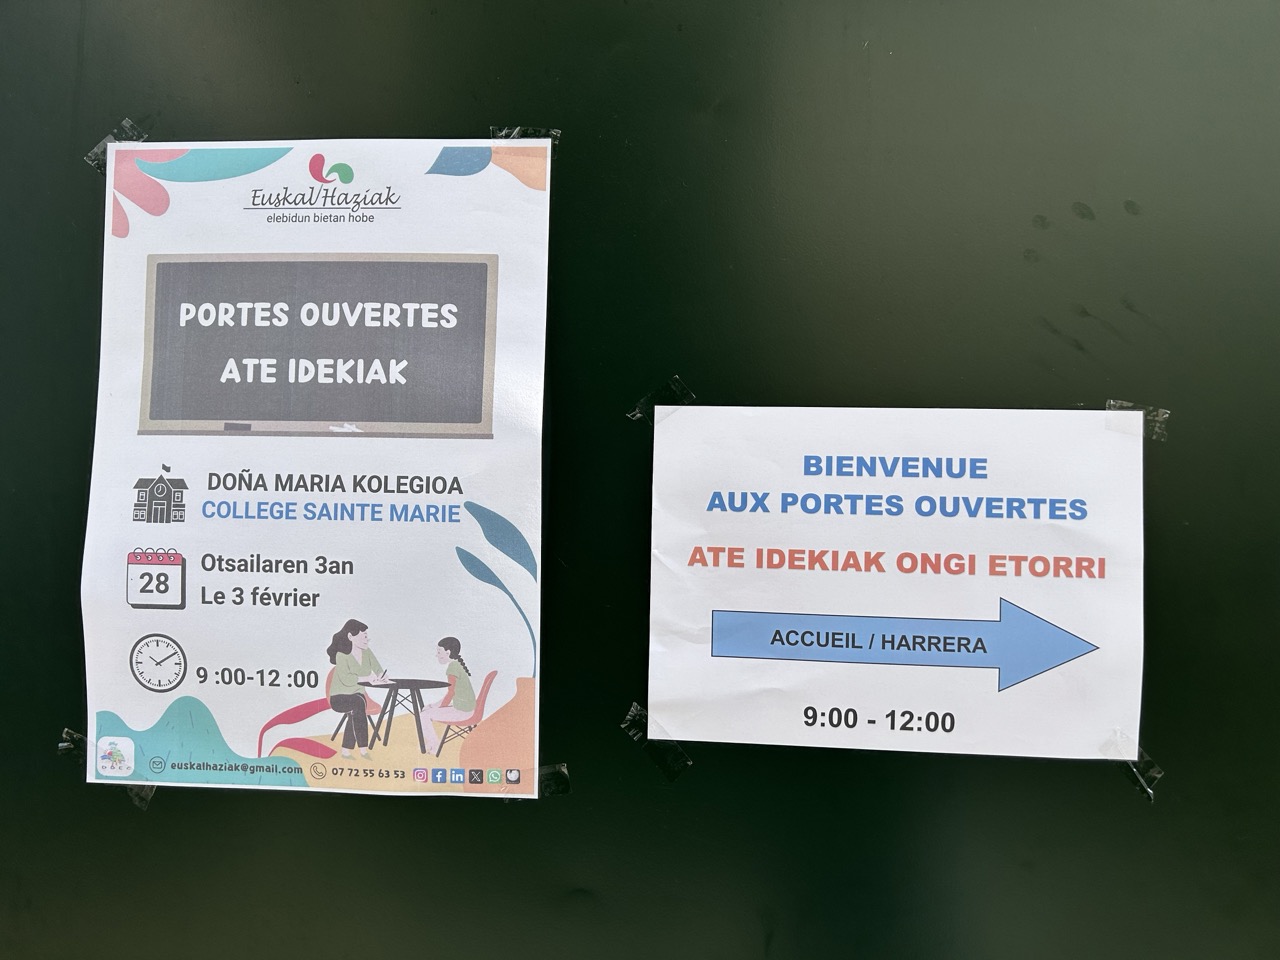 Euskal Haziak
elebidun bietan hobe
PORTES OUVERTES
ATE IDEKIAK
DOÑA MARIA KOLEGIOA
COLLEGE SAINTE MARIE
28
Otsailaren 3an
Le 3 février
9 :00-12 :00
euskalhaziak@gmail.com
07 72 55 63 53
BIENVENUE
AUX PORTES OUVERTES
ATE IDEKIAK ONGI ETORRI
ACCUEIL / HARRERA
9:00 - 12:00